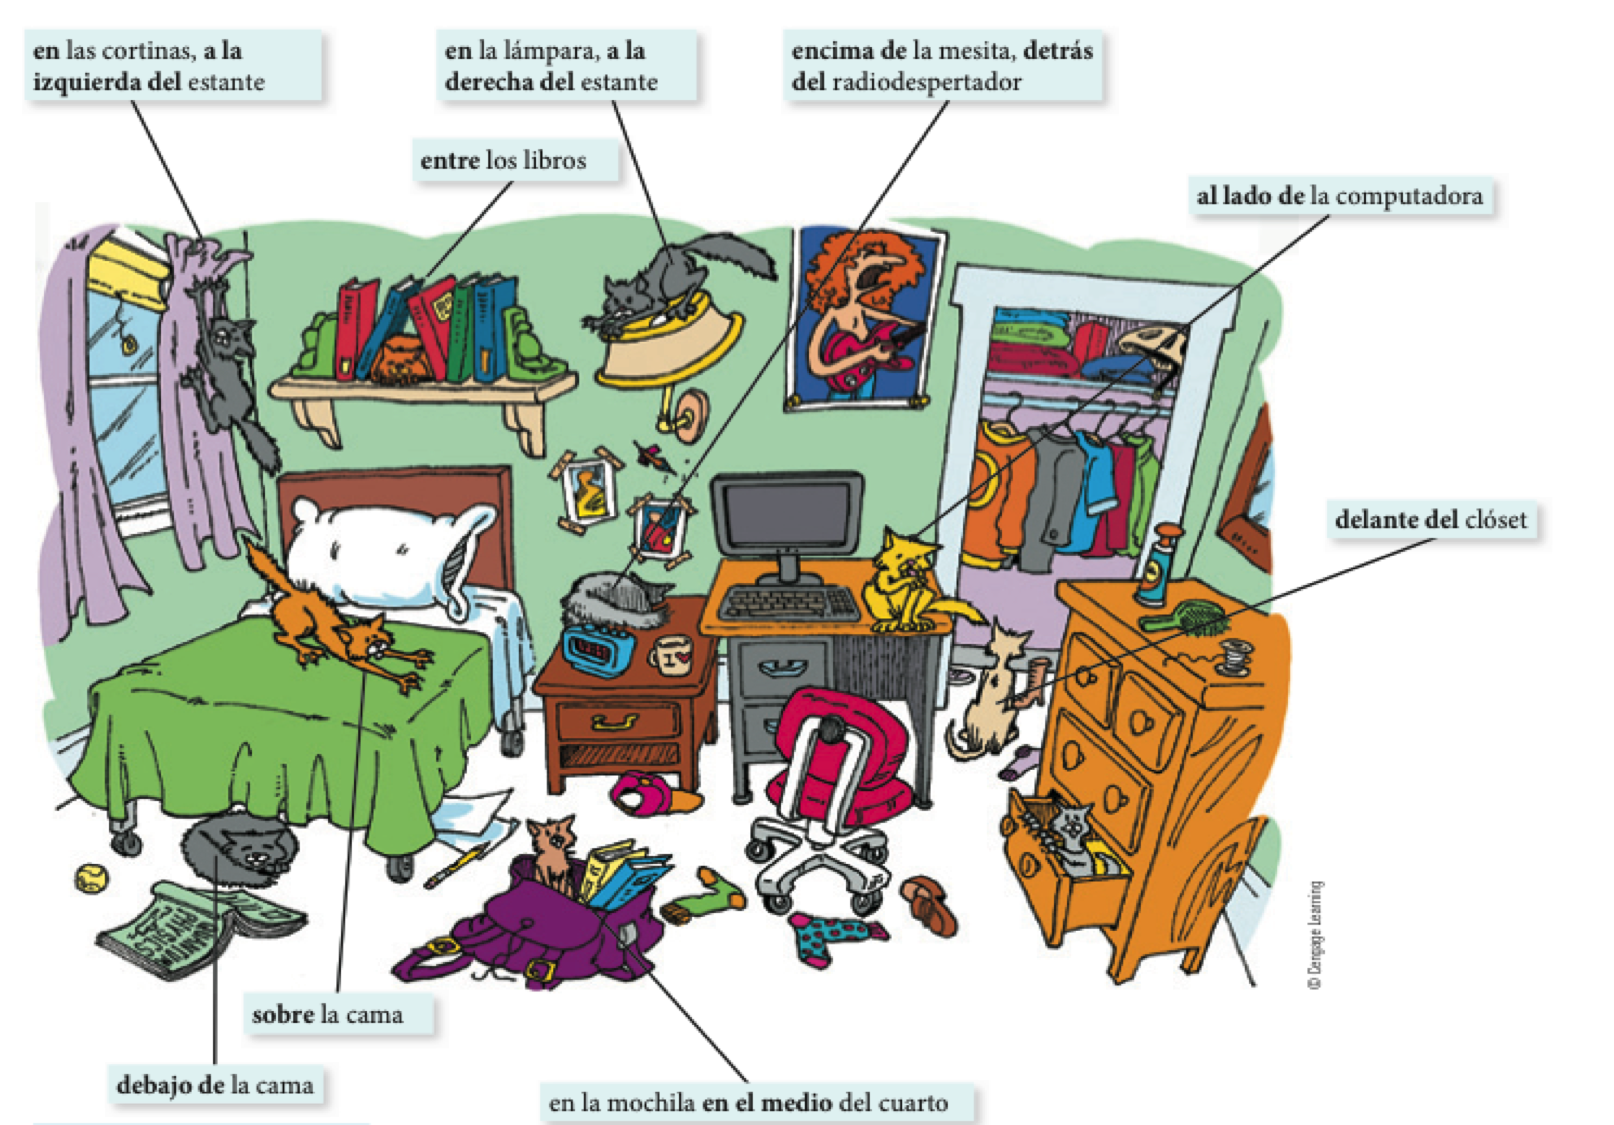 en las cortinas, a la
izquierda del estante
en la lámpara, a la
derecha del estante
encima de la mesita, detrás
del radiodespertador
entre los libros
al lado de la computadora
delante del clóset
I ♥
© Cengage Learning
sobre la cama
debajo de la cama
en la mochila en el medio del cuarto